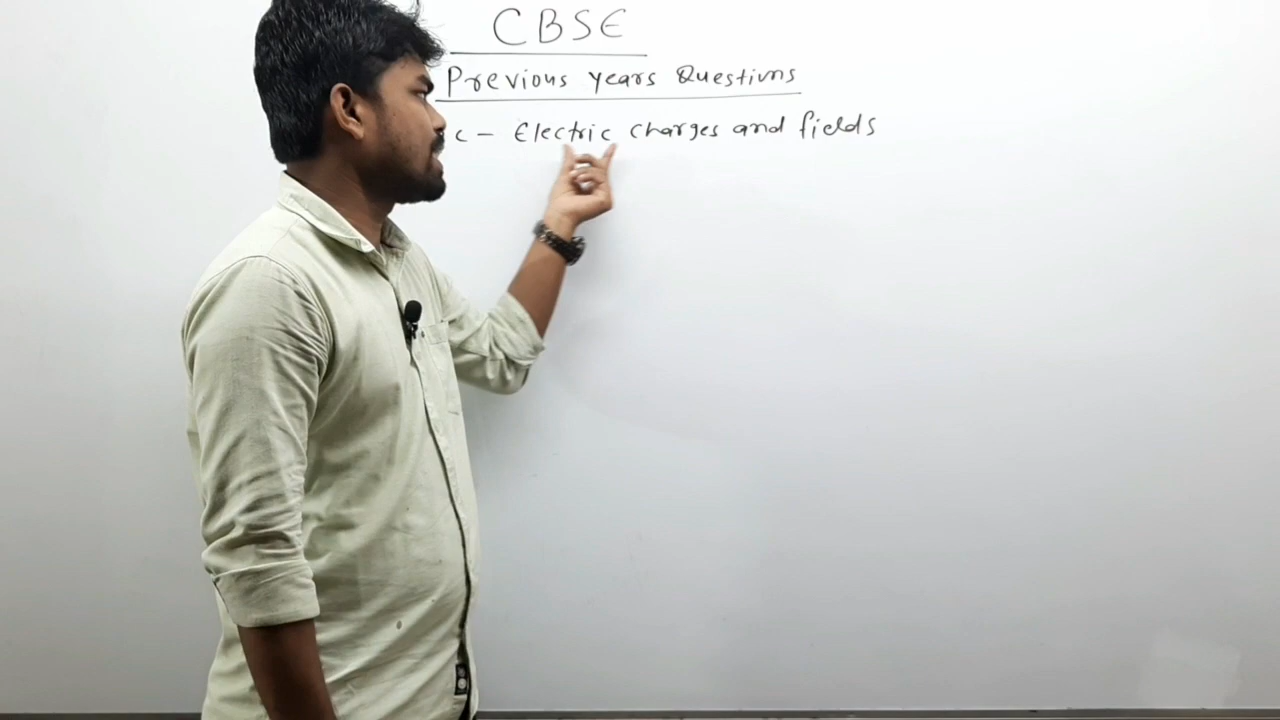 CBSE
Previous years Questions
c - Electric charges and fields